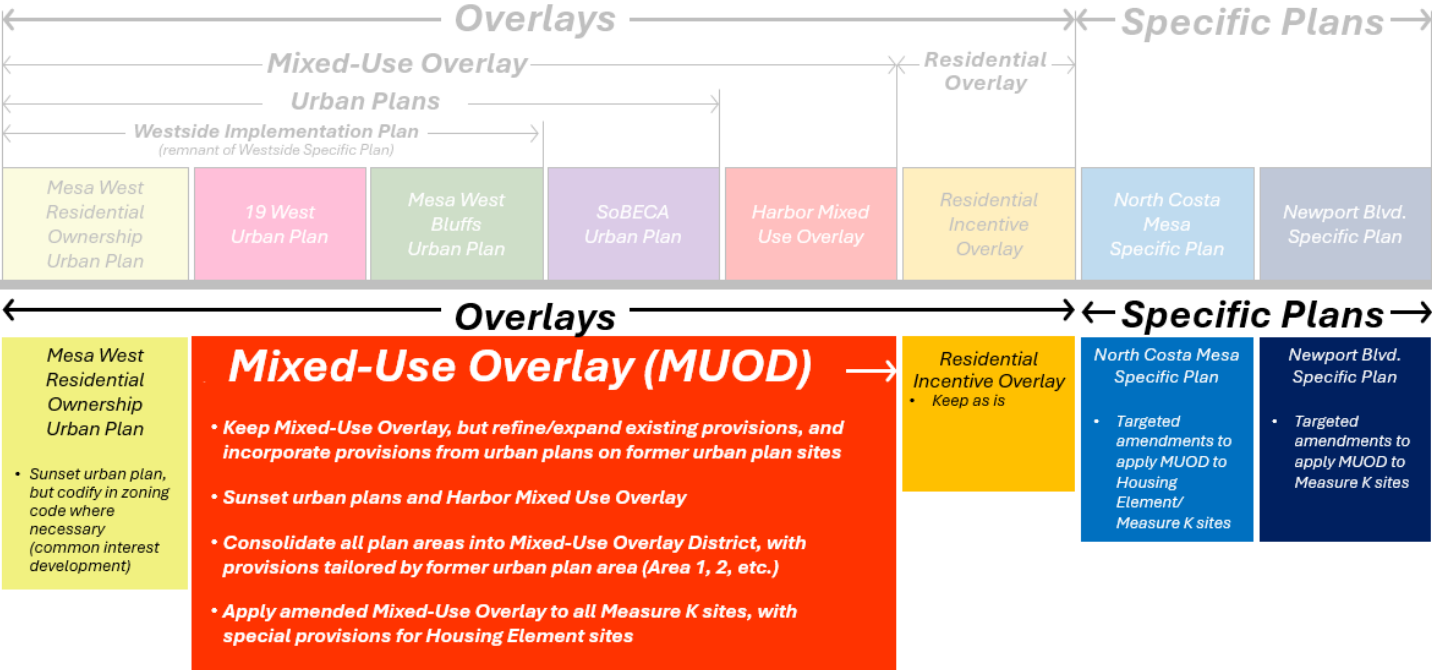 Overlays
Specific Plans
Mixed-Use Overlay
Residential
Overlay
Urban Plans
Westside Implementation Plan
(remnant of Westside Specific Plan)
Mesa West
Residential
Ownership
Urban Plan
19 West
Urban Plan
Mesa West
Bluffs
Urban Plan
SoBECA
Urban Plan
Harbor Mixed
Use Overlay
Residential
Incentive
Overlay
North Costa
Mesa
Specific Plan
Newport Blvd.
Specific Plan
Overlays
Specific Plans
Mesa West
Residential
Ownership
Urban Plan
• Sunset urban plan,
but codify in zoning
code where
necessary
(common interest
development)
Mixed-Use Overlay (MUOD)
• Keep Mixed-Use Overlay, but refine/expand existing provisions, and
incorporate provisions from urban plans on former urban plan sites
• Sunset urban plans and Harbor Mixed Use Overlay
• Consolidate all plan areas into Mixed-Use Overlay District, with
provisions tailored by former urban plan area (Area 1, 2, etc.)
• Apply amended Mixed-Use Overlay to all Measure K sites, with
special provisions for Housing Element sites
Residential
Incentive Overlay
• Keep as is
North Costa Mesa
Specific Plan
• Targeted
amendments to
apply MUOD to
Housing
Element/
Measure K sites
Newport Blvd.
Specific Plan
• Targeted
amendments to
apply MUOD to
Measure K sites